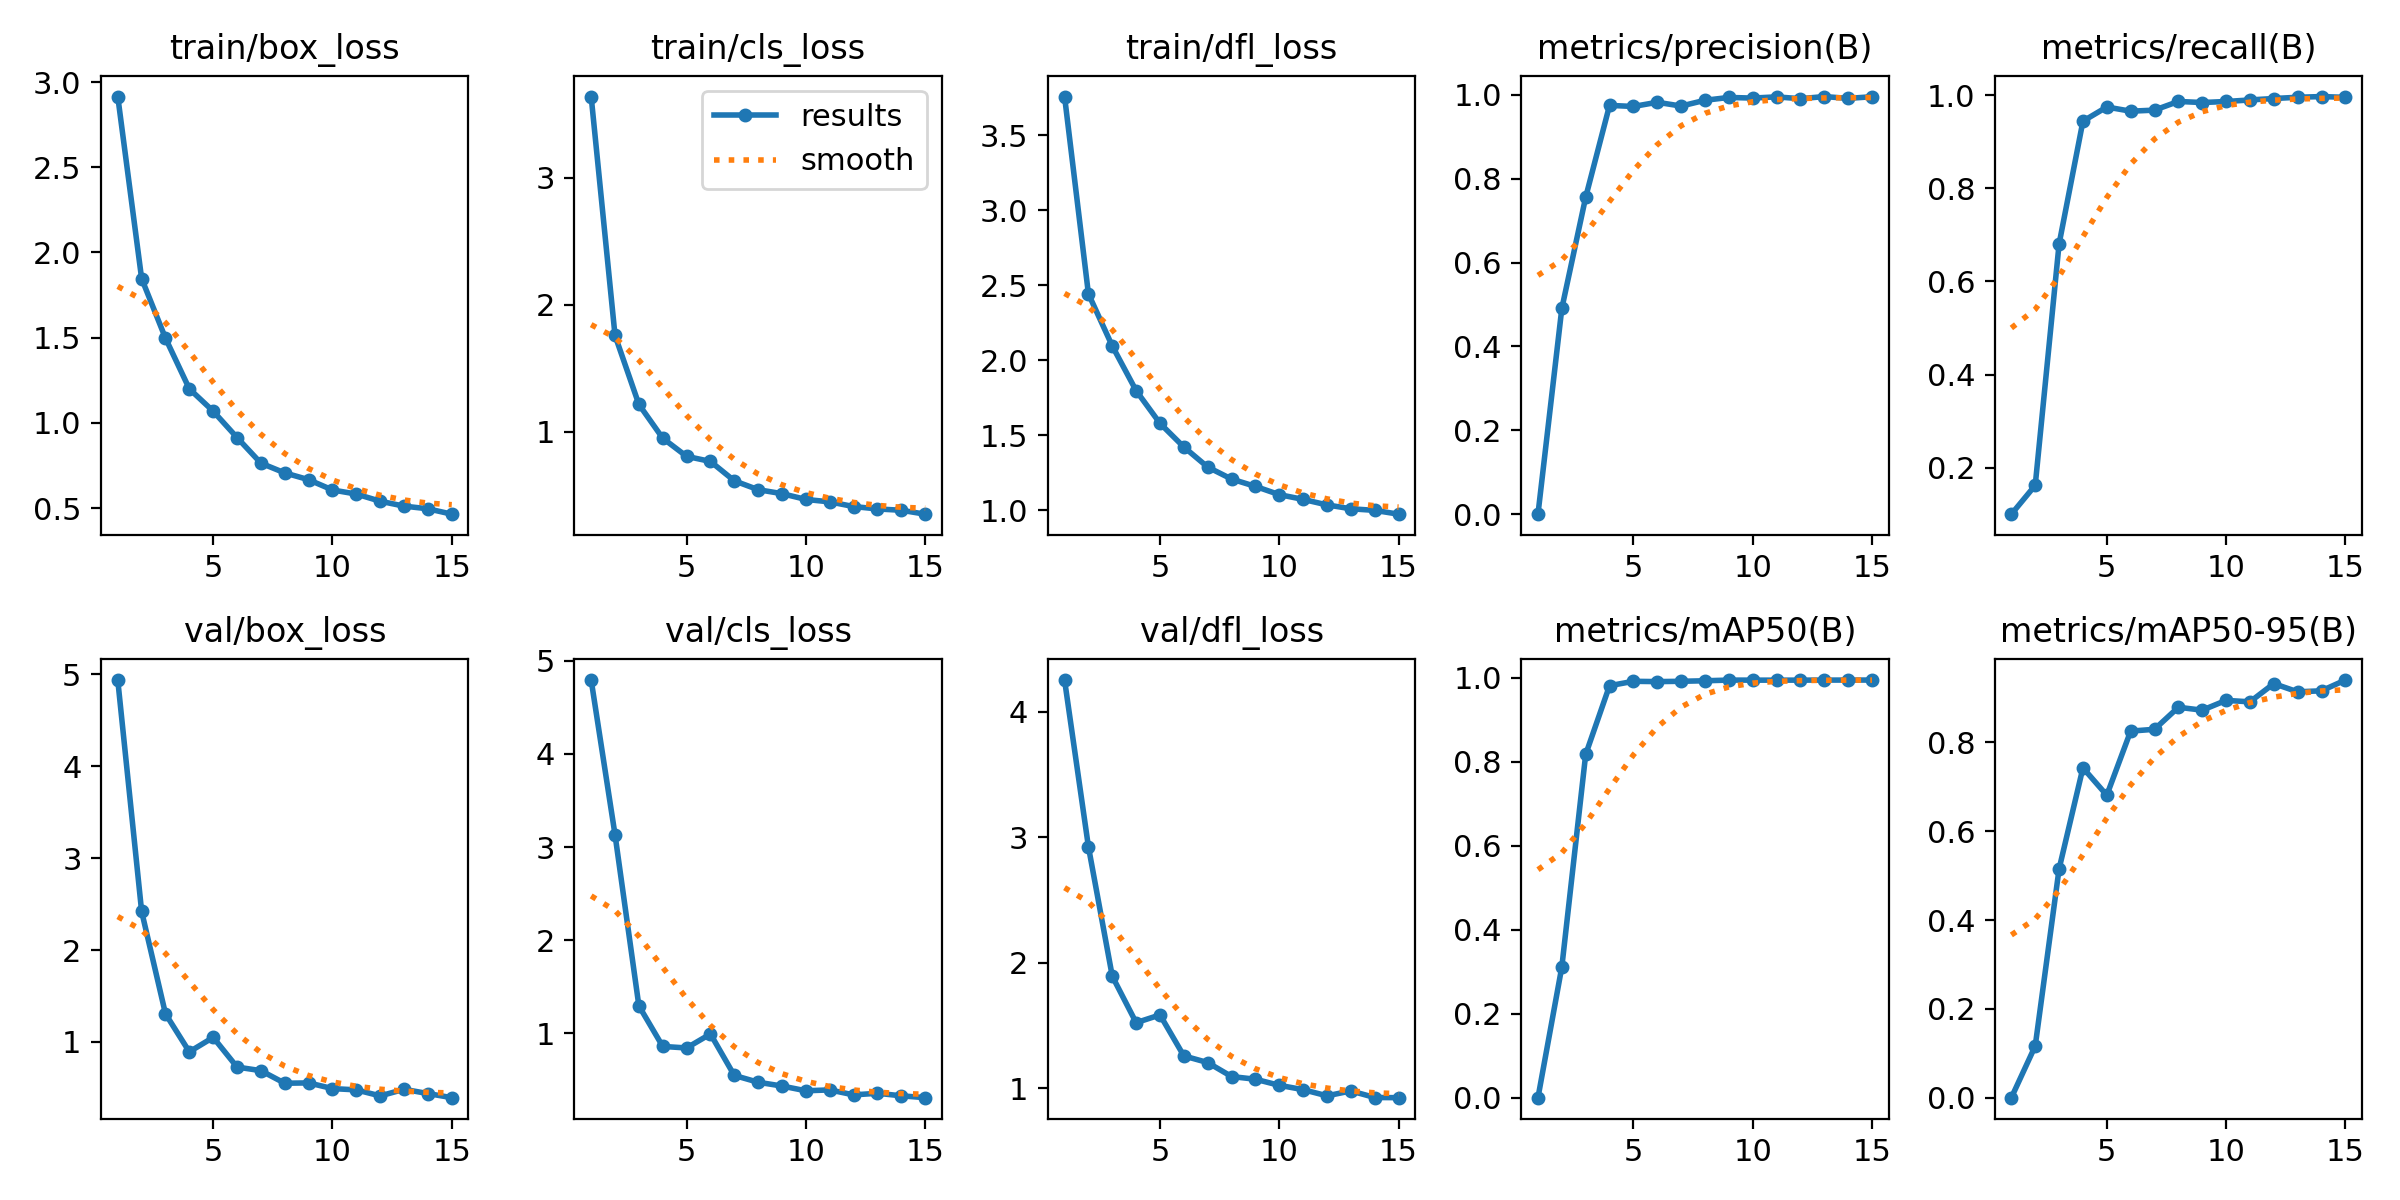 train/box_loss
3.0
2.5
2.0
1.5
1.0
0.5
5 10 15
train/cls_loss
results
smooth
3
2
1
5 10 15
train/dfl_loss
3.5
3.0
2.5
2.0
1.5
1.0
5 10 15
metrics/precision(B)
1.0
0.8
0.6
0.4
0.2
0.0
5 10 15
metrics/recall(B)
1.0
0.8
0.6
0.4
0.2
5 10 15
val/box_loss
5
4
3
2
1
5 10 15
val/cls_loss
5
4
3
2
1
5 10 15
val/dfl_loss
4
3
2
1
5 10 15
metrics/mAP50(B)
1.0
0.8
0.6
0.4
0.2
0.0
5 10 15
metrics/mAP50-95(B)
0.8
0.6
0.4
0.2
0.0
5 10 15